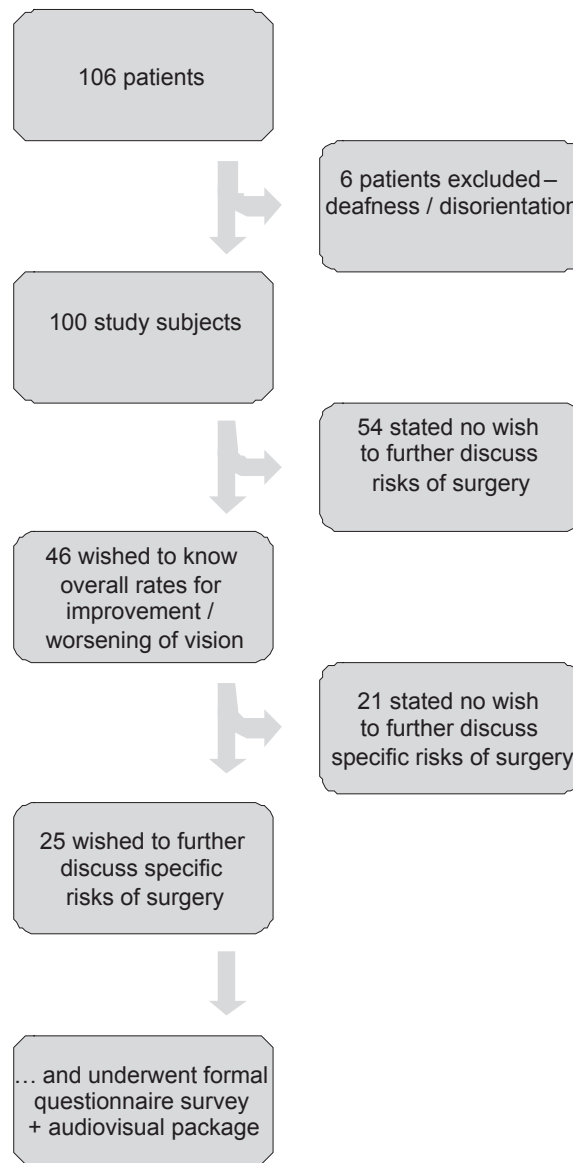 106 patients
6 patients excluded –
deafness / disorientation
100 study subjects
54 stated no wish
to further discuss
risks of surgery
46 wished to know
overall rates for
improvement /
worsening of vision
21 stated no wish
to further discuss
specific risks of surgery
25 wished to further
discuss specific
risks of surgery
… and underwent formal
questionnaire survey
+ audiovisual package